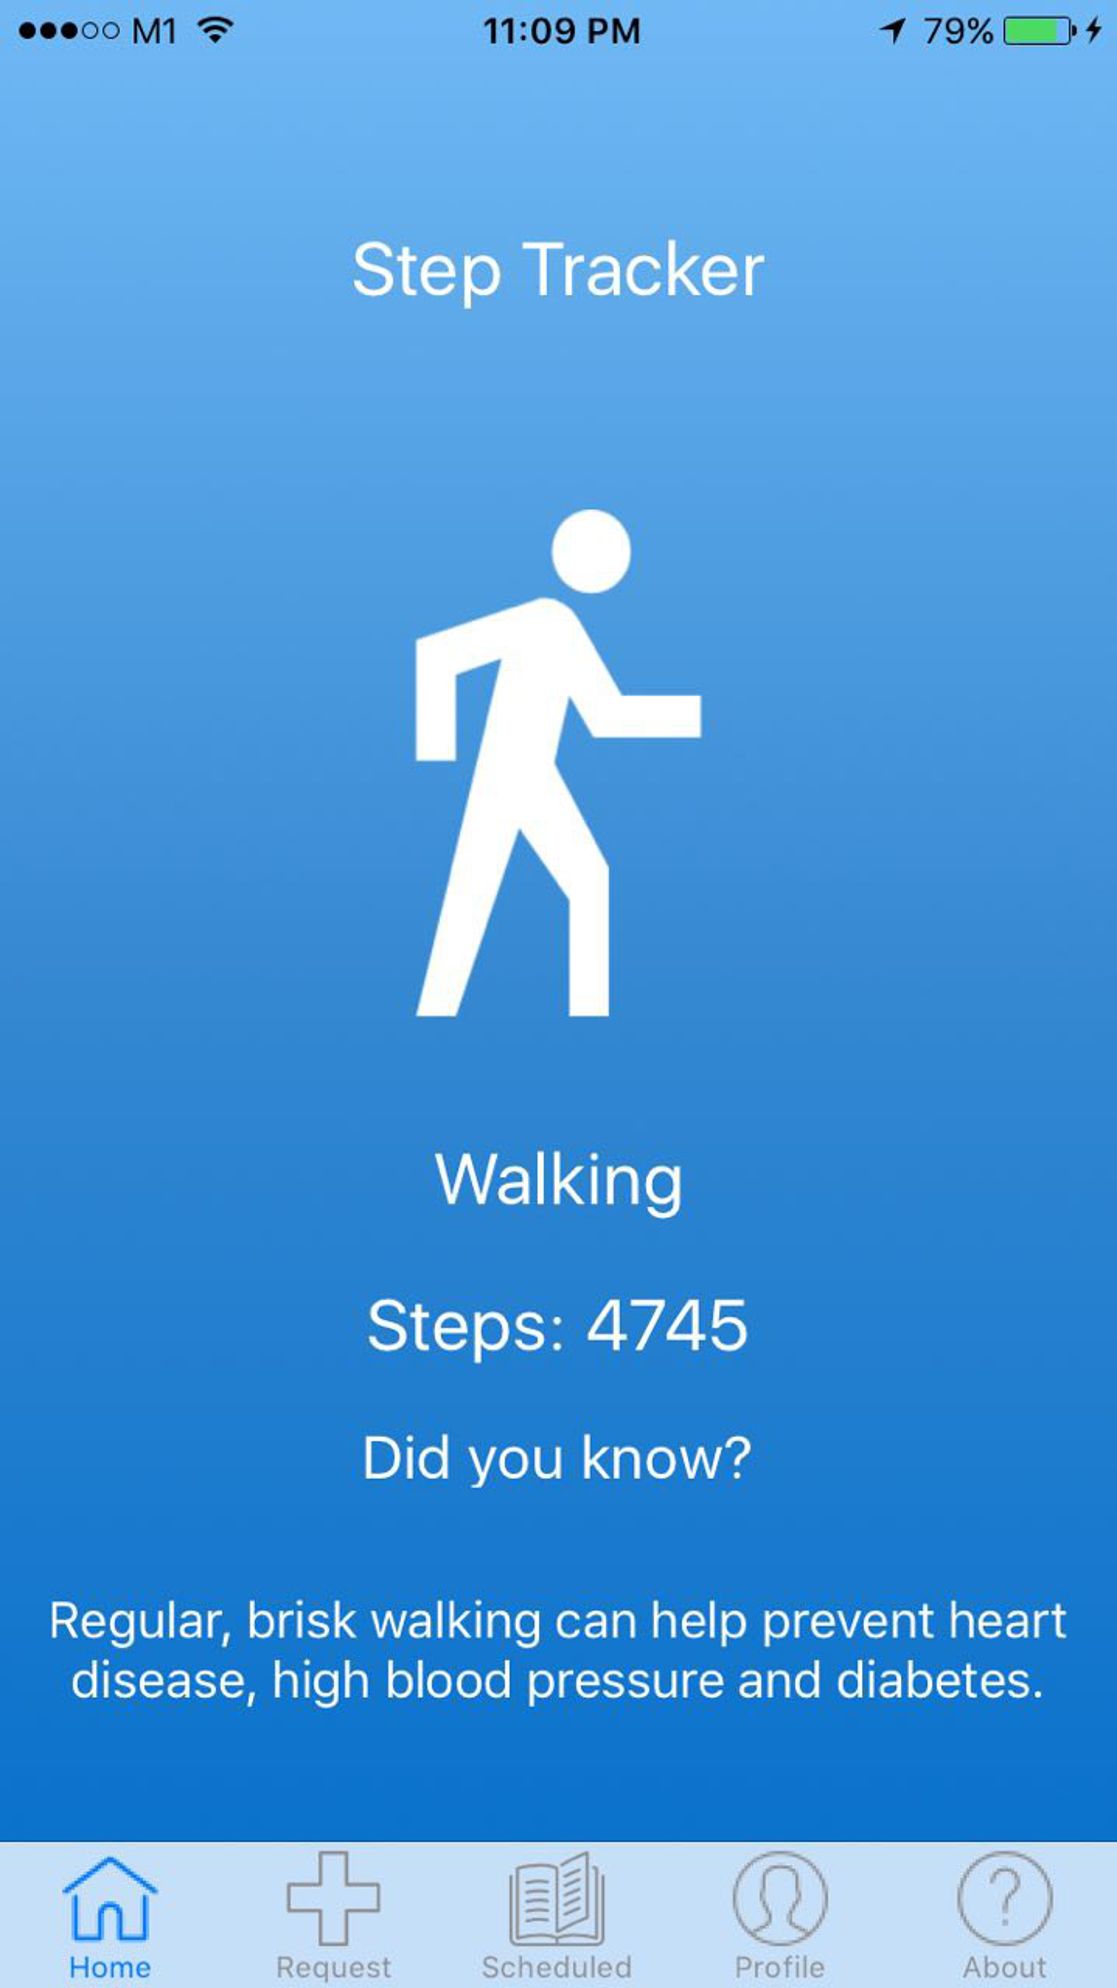 M1 11:09 PM 79%
Step Tracker
Walking
Steps: 4745
Did you know?
Regular, brisk walking can help prevent heart
disease, high blood pressure and diabetes.
Home Request Scheduled Profile About